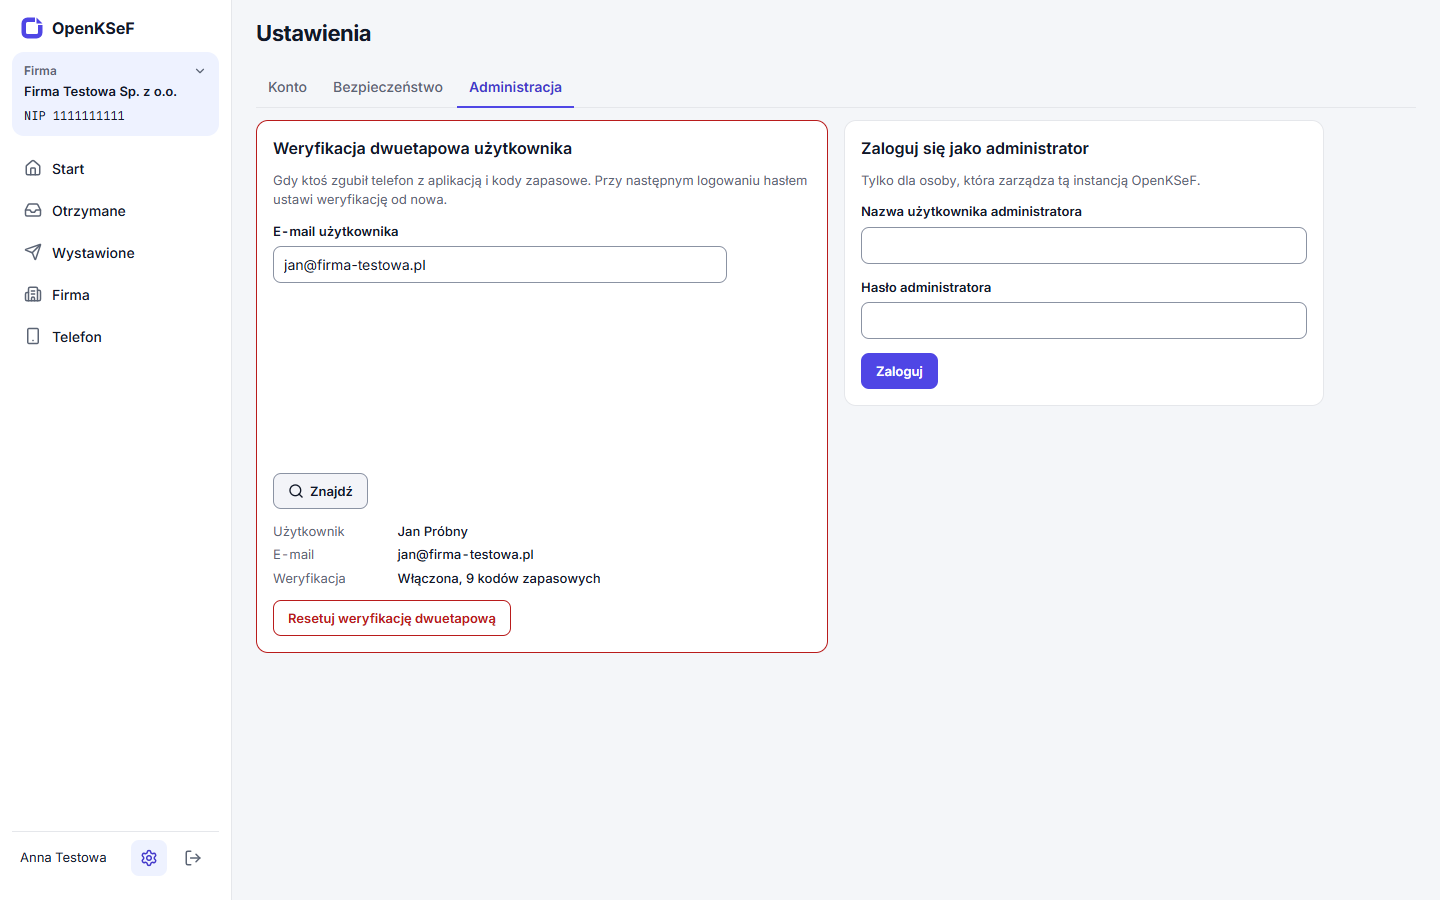 OpenKSeF
Firma
Firma Testowa Sp. z o.o.
NIP 1111111111
Start
Otrzymane
Wystawione
Firma
Telefon
Anna Testowa
Ustawienia
Konto
Bezpieczeństwo
Administracja
Weryfikacja dwuetapowa użytkownika
Gdy ktoś zgubił telefon z aplikacją i kody zapasowe. Przy następnym logowaniu hasłem
ustawi weryfikację od nowa.
E-mail użytkownika
jan@firma-testowa.pl
Znajdź
Użytkownik Jan Próbny
E-mail jan@firma-testowa.pl
Weryfikacja Włączona, 9 kodów zapasowych
Resetuj weryfikację dwuetapową
Zaloguj się jako administrator
Tylko dla osoby, która zarządza tą instancją OpenKSeF.
Nazwa użytkownika administratora
Hasło administratora
Zaloguj